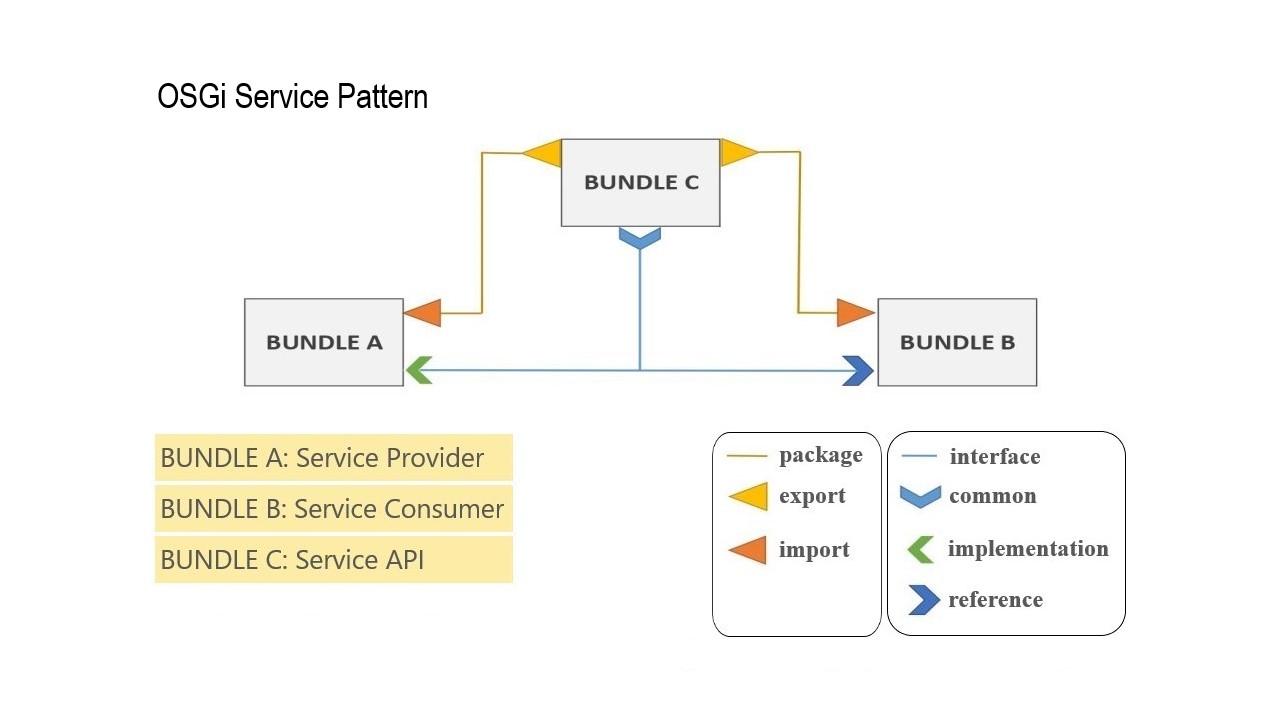 OSGi Service Pattern
BUNDLE C
BUNDLE A
BUNDLE B
BUNDLE A: Service Provider
BUNDLE B: Service Consumer
BUNDLE C: Service API
package
export
import
interface
common
implementation
reference